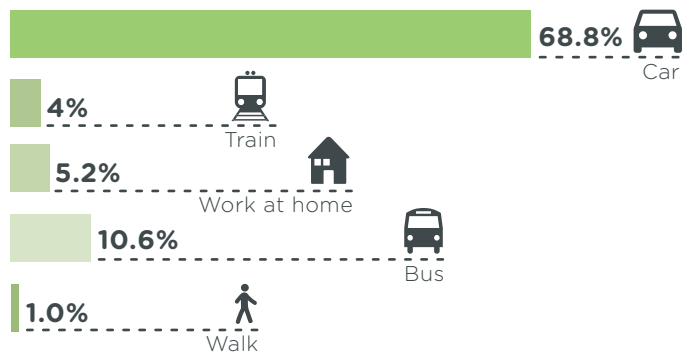 68.8%
Car
4%
Train
5.2%
Work at home
10.6%
Bus
1.0%
Walk